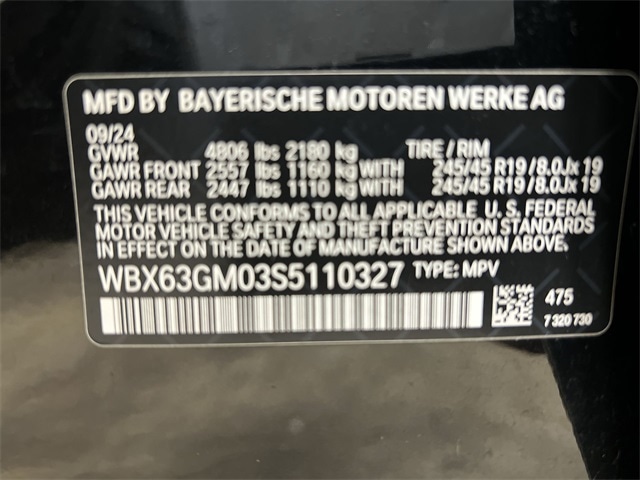 MFD BY BAYERISCHE MOTOREN WERKE AG
09/24
GVWR 4806 lbs 2180 kg TIRE / RIM
GAWR FRONT 2557 lbs 1160 kg WITH 245/45 R19/8.0Jx19
GAWR REAR 2447 lbs 1110 kg WITH 245/45 R19/8.0Jx19
THIS VEHICLE CONFORMS TO ALL APPLICABLE U. S. FEDERAL
MOTOR VEHICLE SAFETY AND THEFT PREVENTION STANDARDS
IN EFFECT ON THE DATE OF MANUFACTURE SHOWN ABOVE.
WBX63GM03S5110327 TYPE: MPV
475
7 320 730